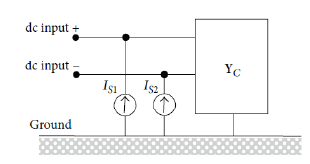 dc input +
dc input −
I_S1
I_S2
Y_C
Ground